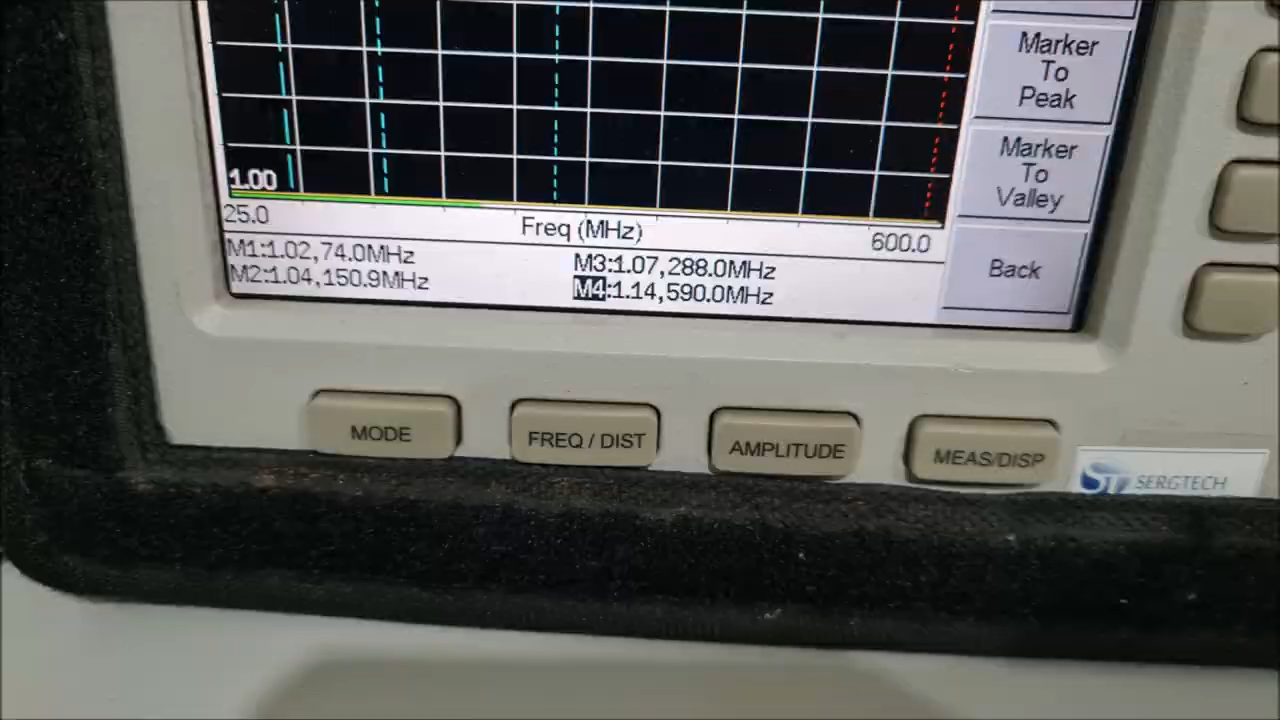 Marker
To
Peak
Marker
To
Valley
Back
1.00
25.0
Freq (MHz)
600.0
M1:1.02,74.0MHz
M2:1.04,150.9MHz
M3:1.07,288.0MHz
M4:1.14,590.0MHz
MODE
FREQ / DIST
AMPLITUDE
MEAS/DISP
ST SERGTECH